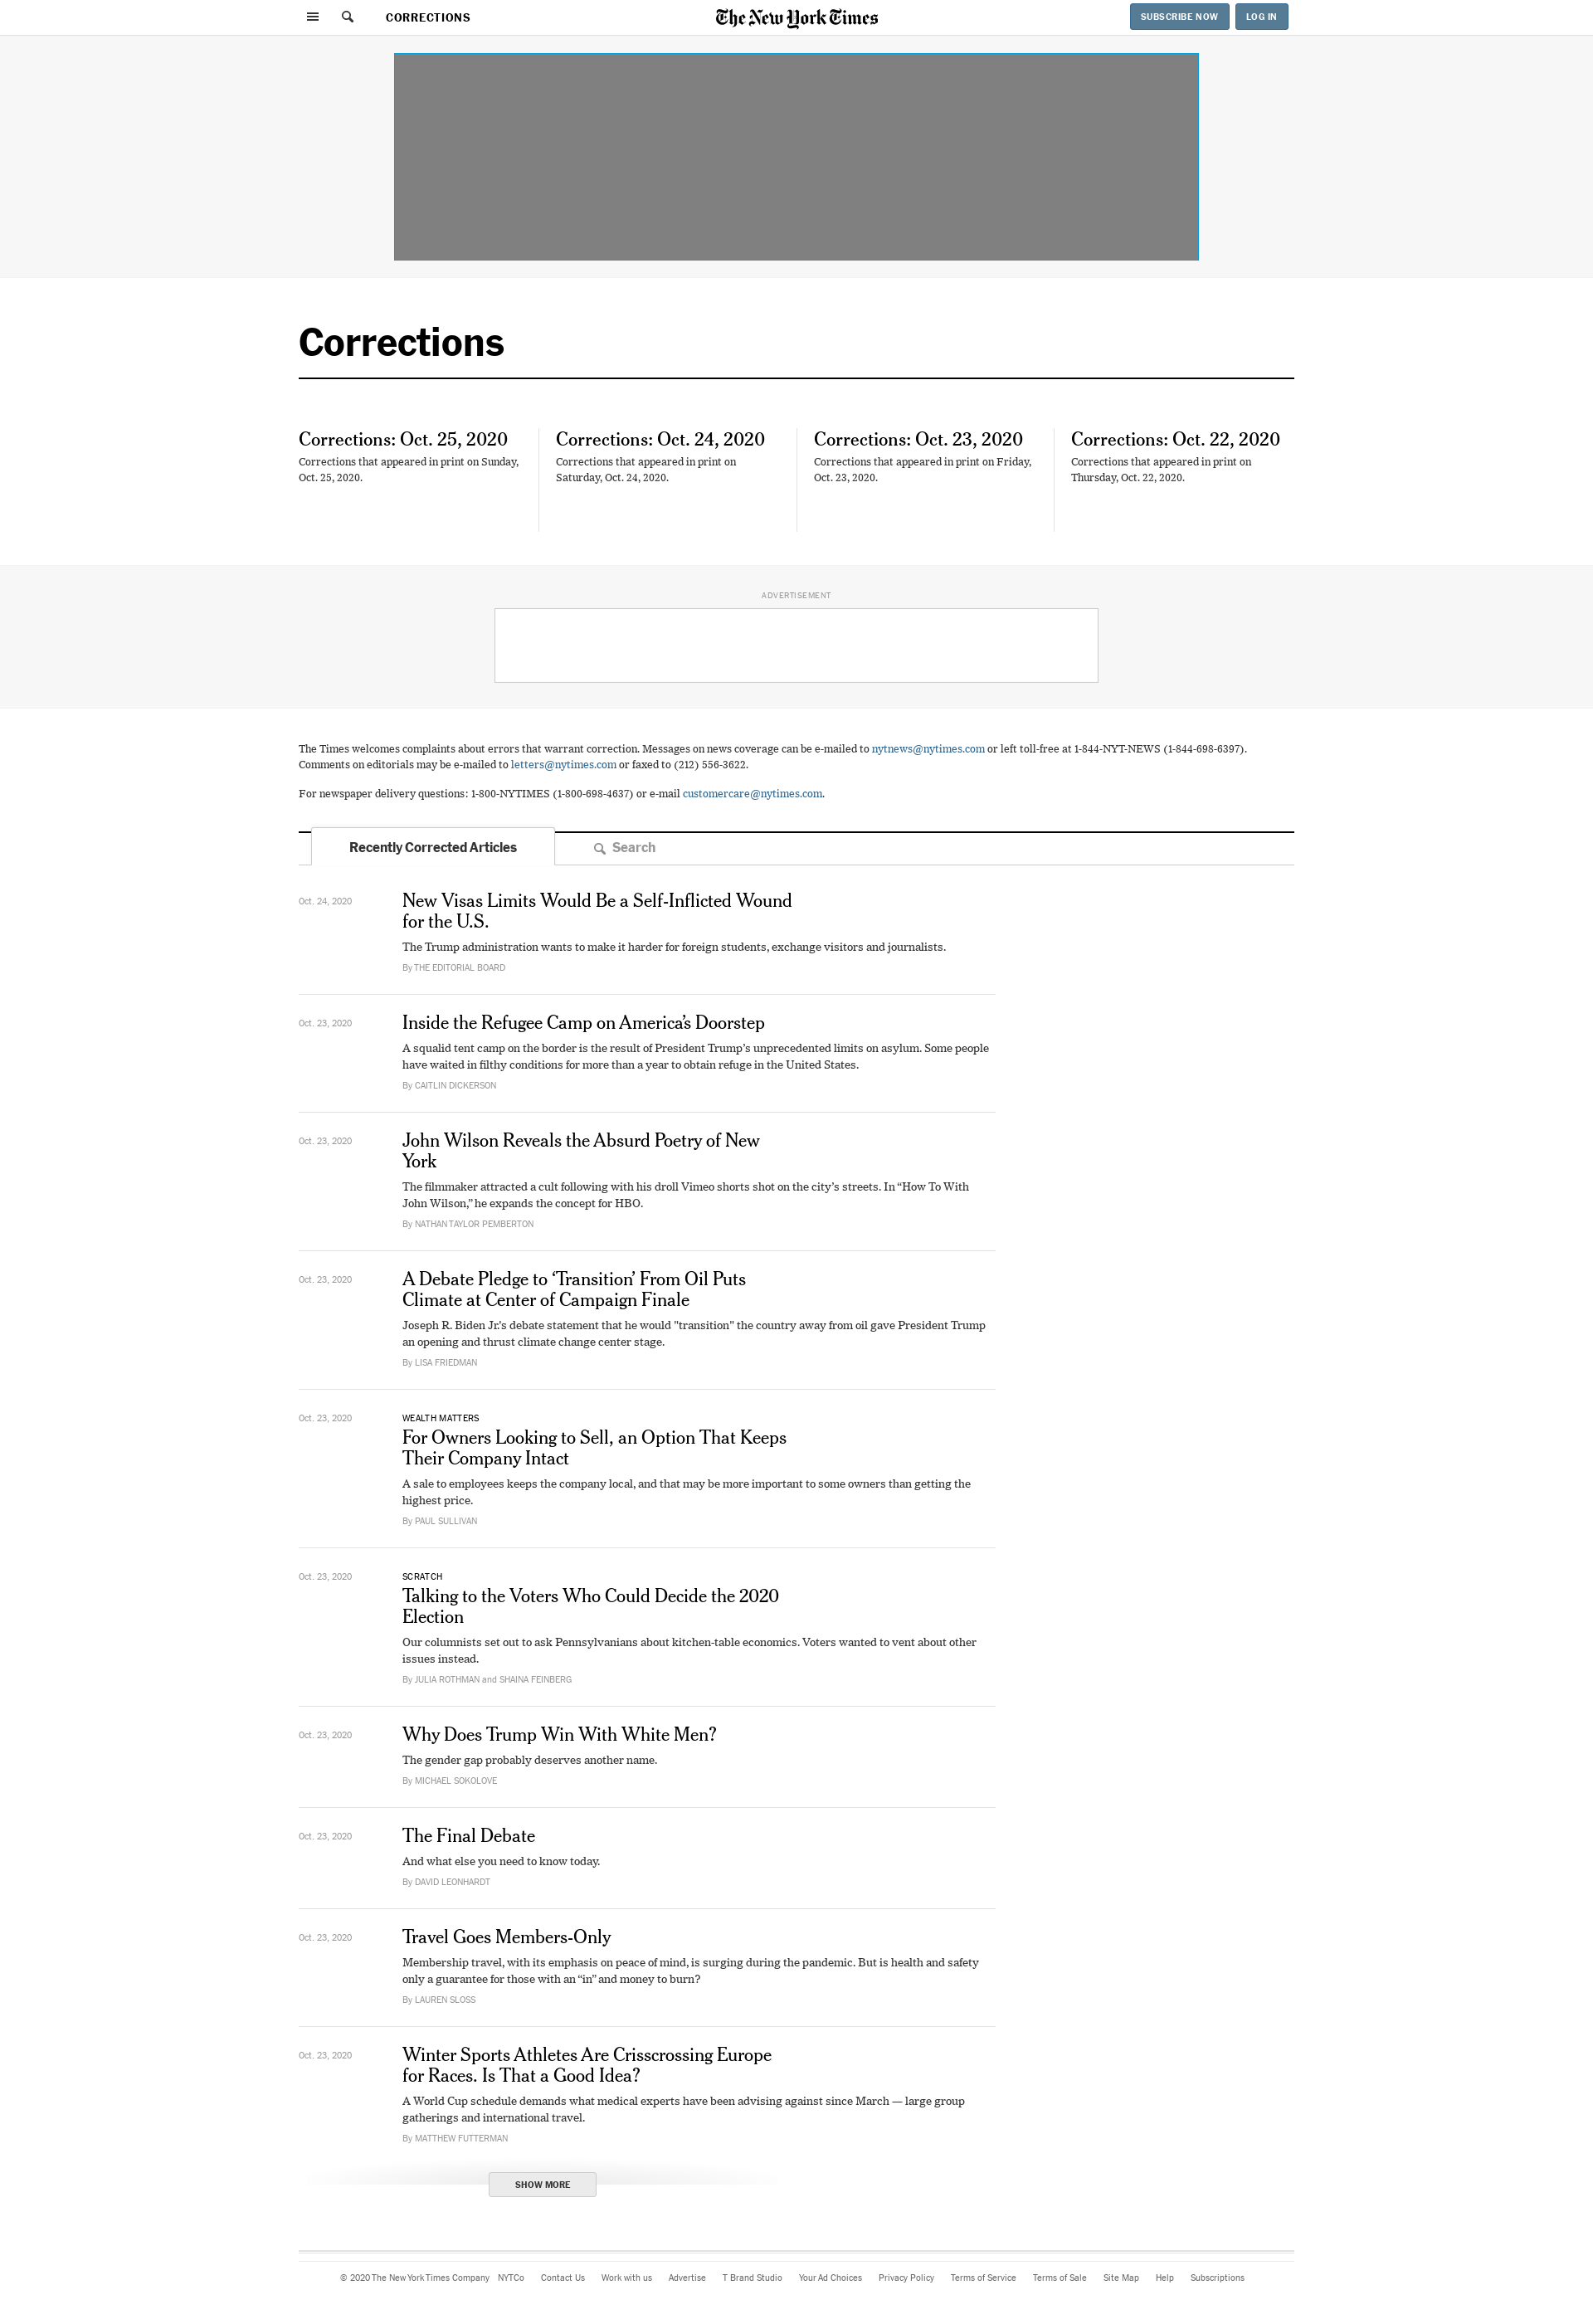 CORRECTIONS
The New York Times
SUBSCRIBE NOW
LOG IN
Corrections
Corrections: Oct. 25, 2020
Corrections that appeared in print on Sunday,
Oct. 25, 2020.
Corrections: Oct. 24, 2020
Corrections that appeared in print on
Saturday, Oct. 24, 2020.
Corrections: Oct. 23, 2020
Corrections that appeared in print on Friday,
Oct. 23, 2020.
Corrections: Oct. 22, 2020
Corrections that appeared in print on
Thursday, Oct. 22, 2020.
ADVERTISEMENT
The Times welcomes complaints about errors that warrant correction. Messages on news coverage can be e-mailed to nytnews@nytimes.com or left toll-free at 1-844-NYT-NEWS (1-844-698-6397).
Comments on editorials may be e-mailed to letters@nytimes.com or faxed to (212) 556-3622.
For newspaper delivery questions: 1-800-NYTIMES (1-800-698-4637) or e-mail customercare@nytimes.com.
Recently Corrected Articles
Search
Oct. 24, 2020
New Visas Limits Would Be a Self-Inflicted Wound
for the U.S.
The Trump administration wants to make it harder for foreign students, exchange visitors and journalists.
By THE EDITORIAL BOARD
Oct. 23, 2020
Inside the Refugee Camp on America’s Doorstep
A squalid tent camp on the border is the result of President Trump’s unprecedented limits on asylum. Some people
have waited in filthy conditions for more than a year to obtain refuge in the United States.
By CAITLIN DICKERSON
Oct. 23, 2020
John Wilson Reveals the Absurd Poetry of New
York
The filmmaker attracted a cult following with his droll Vimeo shorts shot on the city’s streets. In “How To With
John Wilson,” he expands the concept for HBO.
By NATHAN TAYLOR PEMBERTON
Oct. 23, 2020
A Debate Pledge to ‘Transition’ From Oil Puts
Climate at Center of Campaign Finale
Joseph R. Biden Jr.'s debate statement that he would "transition" the country away from oil gave President Trump
an opening and thrust climate change center stage.
By LISA FRIEDMAN
Oct. 23, 2020
WEALTH MATTERS
For Owners Looking to Sell, an Option That Keeps
Their Company Intact
A sale to employees keeps the company local, and that may be more important to some owners than getting the
highest price.
By PAUL SULLIVAN
Oct. 23, 2020
SCRATCH
Talking to the Voters Who Could Decide the 2020
Election
Our columnists set out to ask Pennsylvanians about kitchen-table economics. Voters wanted to vent about other
issues instead.
By JULIA ROTHMAN and SHAINA FEINBERG
Oct. 23, 2020
Why Does Trump Win With White Men?
The gender gap probably deserves another name.
By MICHAEL SOKOLOVE
Oct. 23, 2020
The Final Debate
And what else you need to know today.
By DAVID LEONHARDT
Oct. 23, 2020
Travel Goes Members-Only
Membership travel, with its emphasis on peace of mind, is surging during the pandemic. But is health and safety
only a guarantee for those with an “in” and money to burn?
By LAUREN SLOSS
Oct. 23, 2020
Winter Sports Athletes Are Crisscrossing Europe
for Races. Is That a Good Idea?
A World Cup schedule demands what medical experts have been advising against since March — large group
gatherings and international travel.
By MATTHEW FUTTERMAN
SHOW MORE
© 2020 The New York Times Company NYTCo Contact Us Work with us Advertise T Brand Studio Your Ad Choices Privacy Policy Terms of Service Terms of Sale Site Map Help Subscriptions